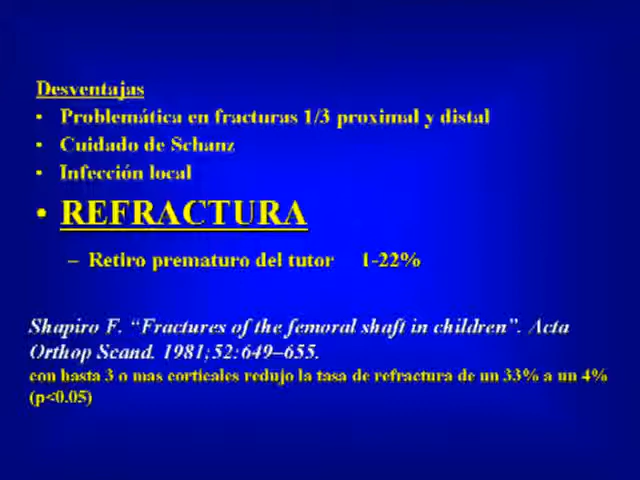 Desventajas
• Problemática en fracturas 1/3 proximal y distal
• Cuidado de Schanz
• Infección local
• REFRACTURA
– Retiro prematuro del tutor 1-22%
Shapiro F. “Fractures of the femoral shaft in children”. Acta
Orthop Scand. 1981;52:649–655.
con hasta 3 o mas corticales redujo la tasa de refractura de un 33% a un 4%
(p<0.05)